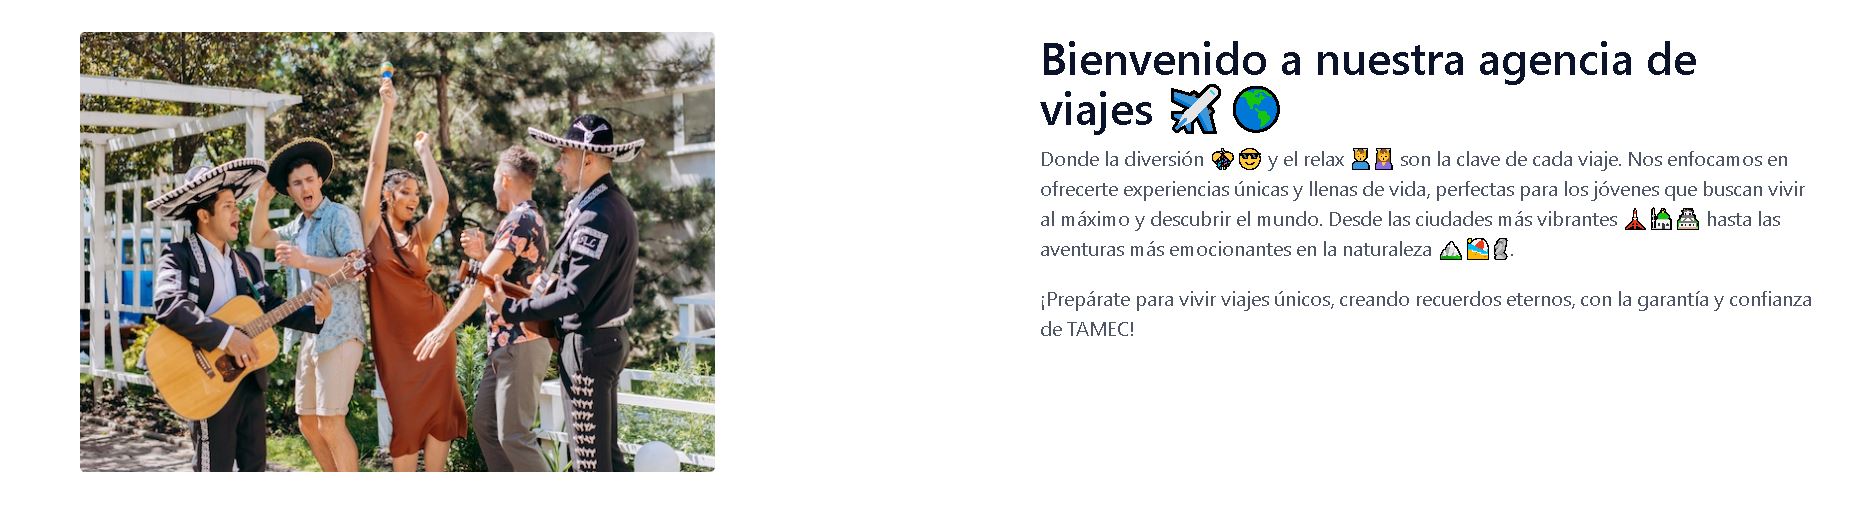 Bienvenido a nuestra agencia de
viajes ✈️🌎
Donde la diversión 🪭😎 y el relax 💆‍♂️💆‍♀️ son la clave de cada viaje. Nos enfocamos en
ofrecerte experiencias únicas y llenas de vida, perfectas para los jóvenes que buscan vivir
al máximo y descubrir el mundo. Desde las ciudades más vibrantes 🗼🕌🏯 hasta las
aventuras más emocionantes en la naturaleza ⛰️🏖️🗿.
¡Prepárate para vivir viajes únicos, creando recuerdos eternos, con la garantía y confianza
de TAMEC!